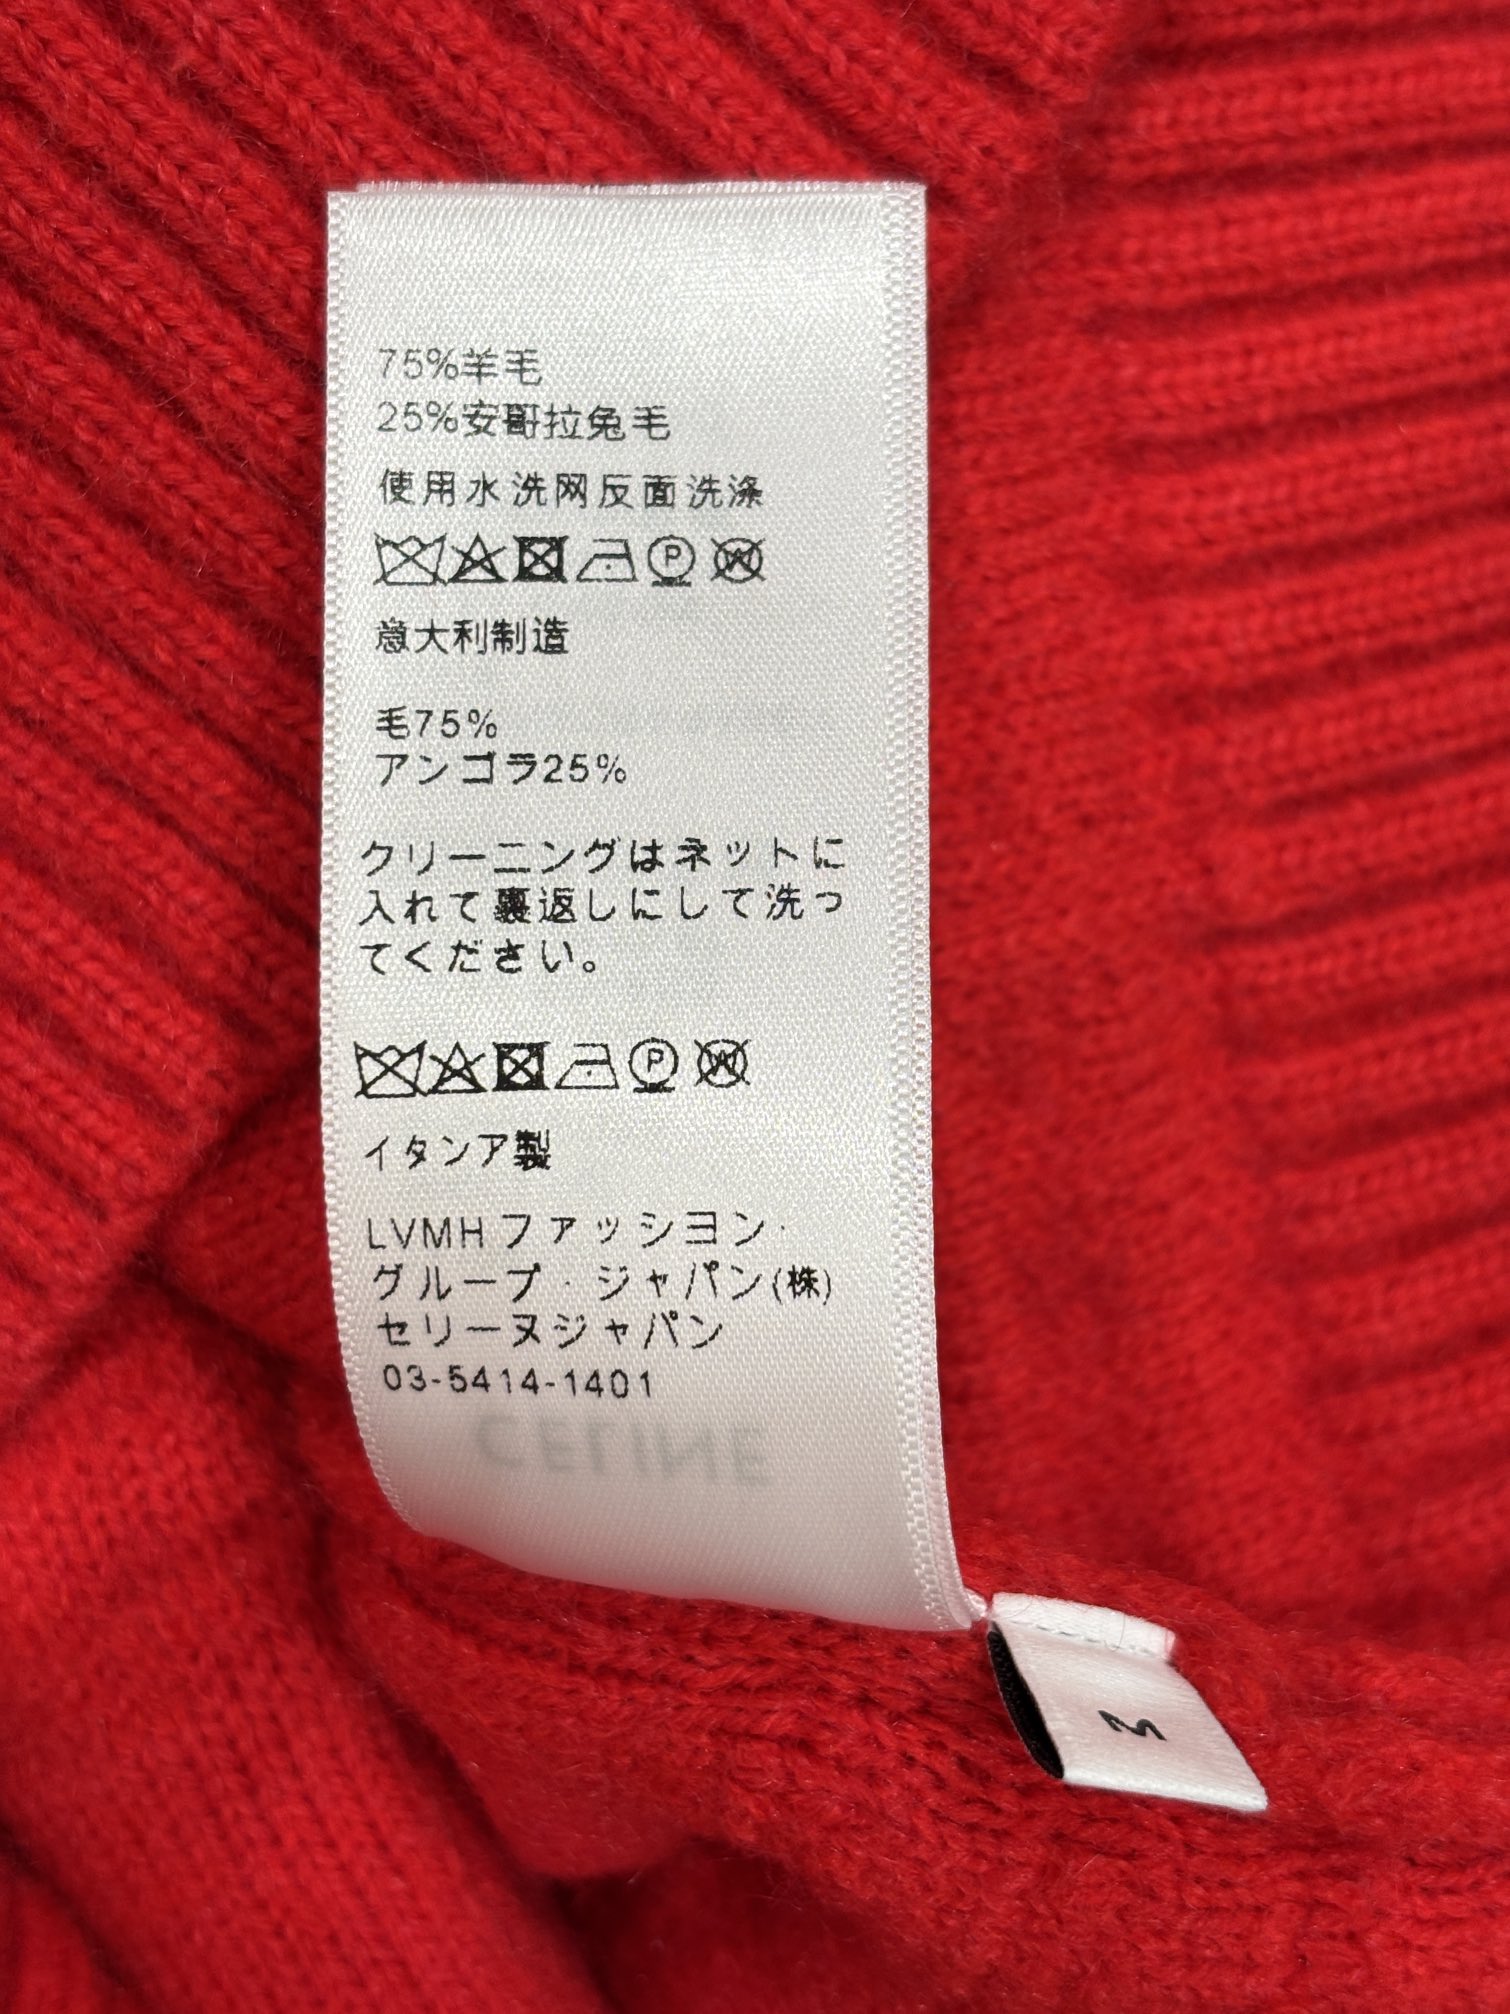 75%羊毛
25%安哥拉兔毛
使用水洗网反面洗涤
P W
意大利制造
毛75%
アンゴラ25%
クリーニングはネットに
入れて裏返しにして洗っ
てください。
P W
イタンア製
LVMHファッシヨン·
グループ·ジャパン(株)
セリーヌジャパン
03-5414-1401
CELINE
M